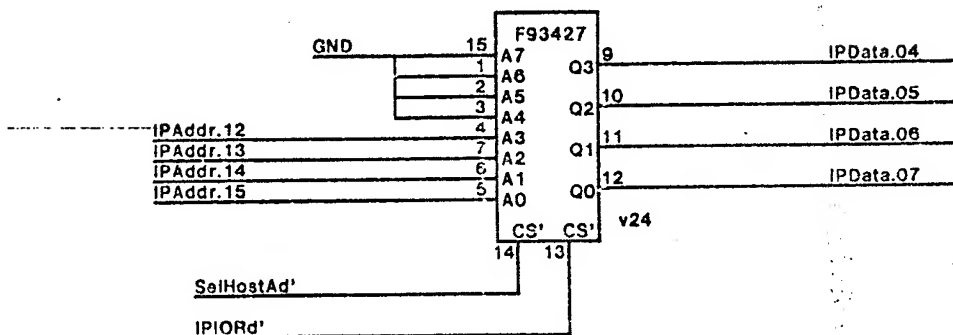 F93427
GND 15 A7 Q3 9 IPData.04
1 A6
2 A5 Q2 10 IPData.05
3 A4
IPAddr.12 4 A3 Q1 11 IPData.06
IPAddr.13 7 A2
IPAddr.14 6 A1 Q0 12 IPData.07
IPAddr.15 5 A0
CS' CS' v24
14 13
SelHostAd'
IPIORd'